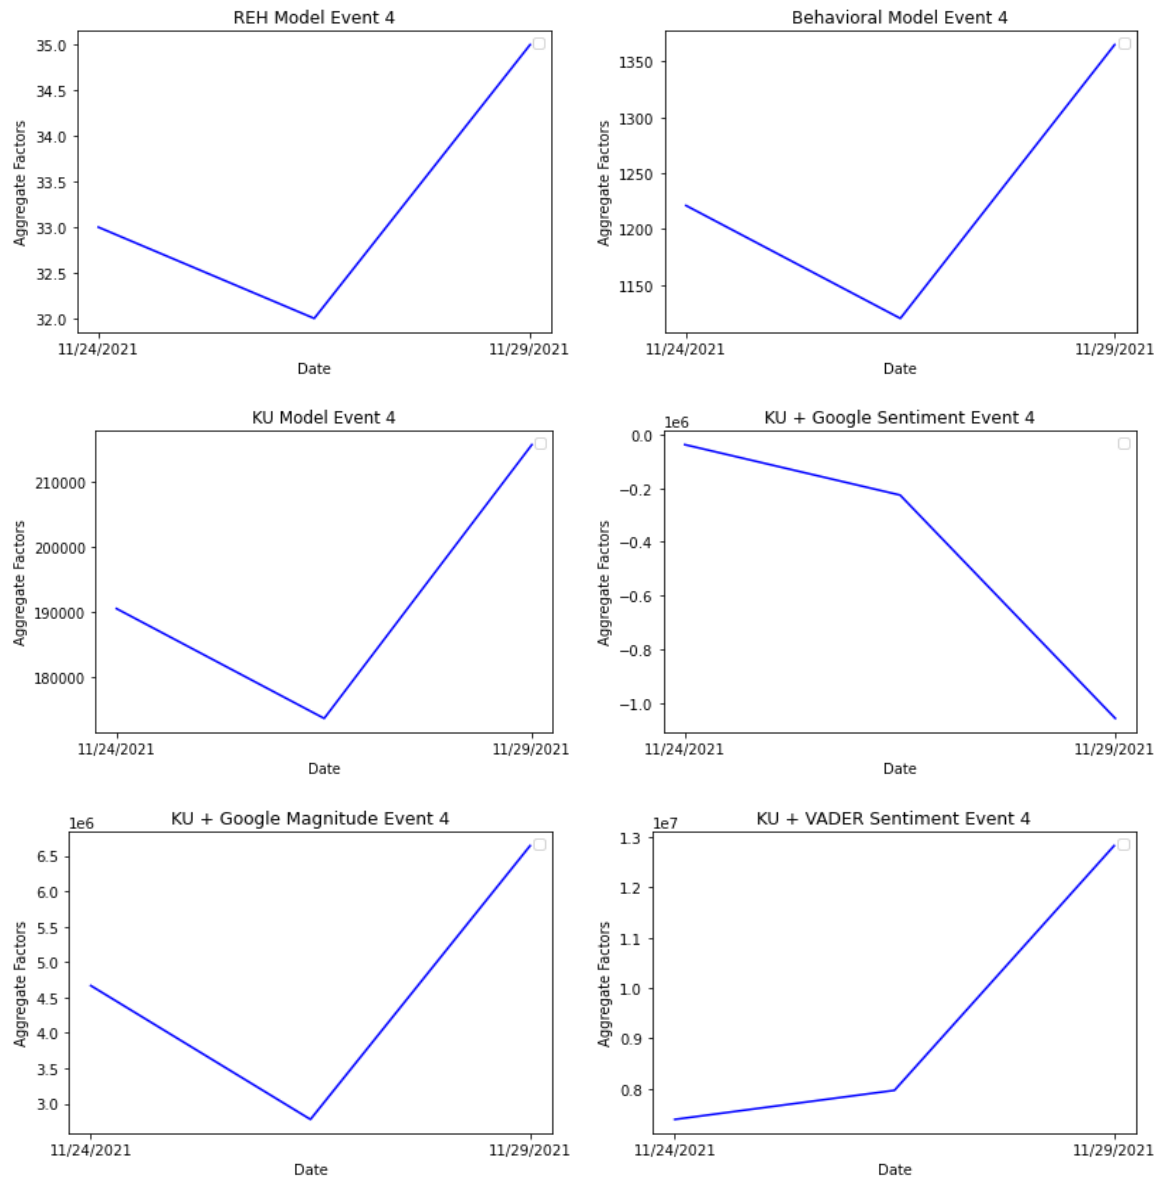 REH Model Event 4
35.0
34.5
34.0
33.5
33.0
32.5
32.0
Aggregate Factors
11/24/2021
11/29/2021
Date
Behavioral Model Event 4
1350
1300
1250
1200
1150
Aggregate Factors
11/24/2021
11/29/2021
Date
KU Model Event 4
210000
200000
190000
180000
Aggregate Factors
11/24/2021
11/29/2021
Date
KU + Google Sentiment Event 4
1e6
0.0
−0.2
−0.4
−0.6
−0.8
−1.0
Aggregate Factors
11/24/2021
11/29/2021
Date
KU + Google Magnitude Event 4
1e6
6.5
6.0
5.5
5.0
4.5
4.0
3.5
3.0
Aggregate Factors
11/24/2021
11/29/2021
Date
KU + VADER Sentiment Event 4
1e7
1.3
1.2
1.1
1.0
0.9
0.8
Aggregate Factors
11/24/2021
11/29/2021
Date